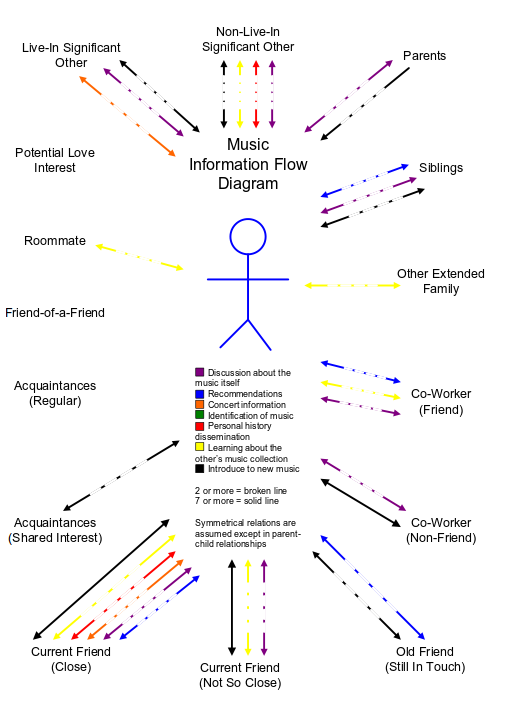 Non-Live-In
Significant Other
Live-In Significant
Other
Parents
Music
Information Flow
Diagram
Potential Love
Interest
Siblings
Roommate
Other Extended
Family
Friend-of-a-Friend
Discussion about the
music itself
Recommendations
Concert information
Identification of music
Personal history
dissemination
Learning about the
other's music collection
Introduce to new music
2 or more = broken line
7 or more = solid line
Symmetrical relations are
assumed except in parent-
child relationships
Acquaintances
(Regular)
Co-Worker
(Friend)
Acquaintances
(Shared Interest)
Co-Worker
(Non-Friend)
Current Friend
(Close)
Current Friend
(Not So Close)
Old Friend
(Still In Touch)